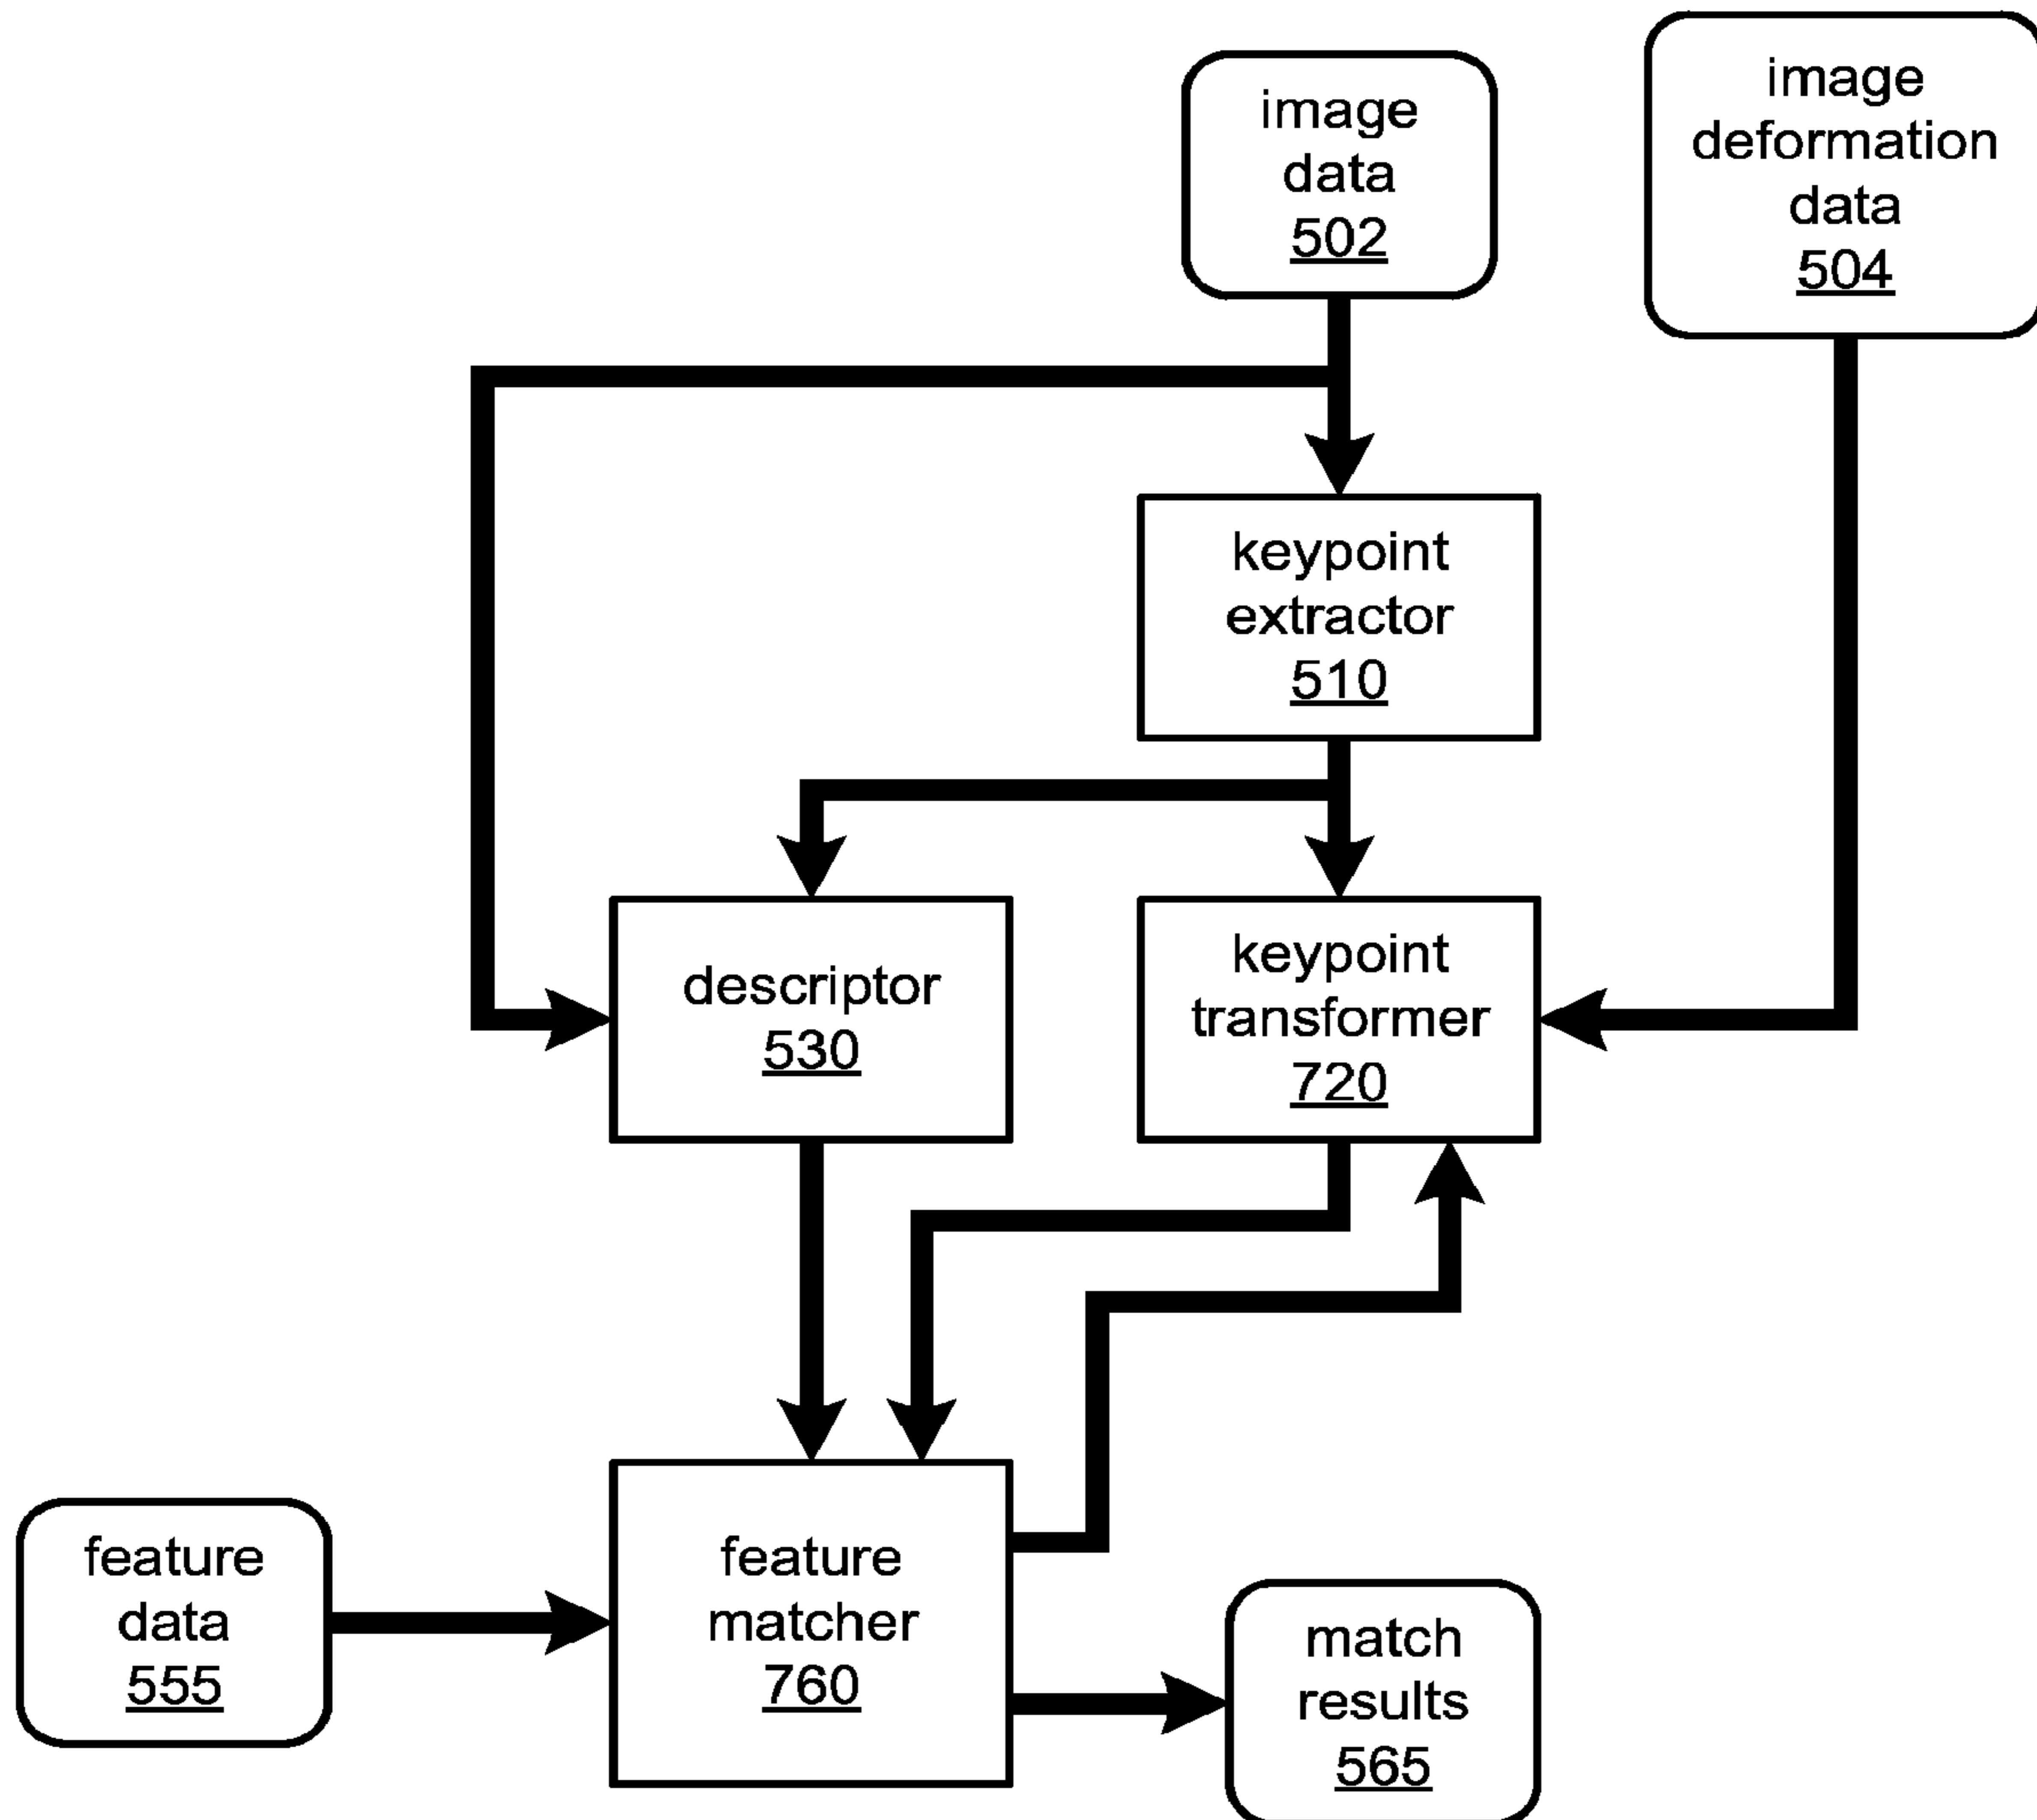 image
data
502
image
deformation
data
504
keypoint
extractor
510
descriptor
530
keypoint
transformer
720
feature
data
555
feature
matcher
760
match
results
565